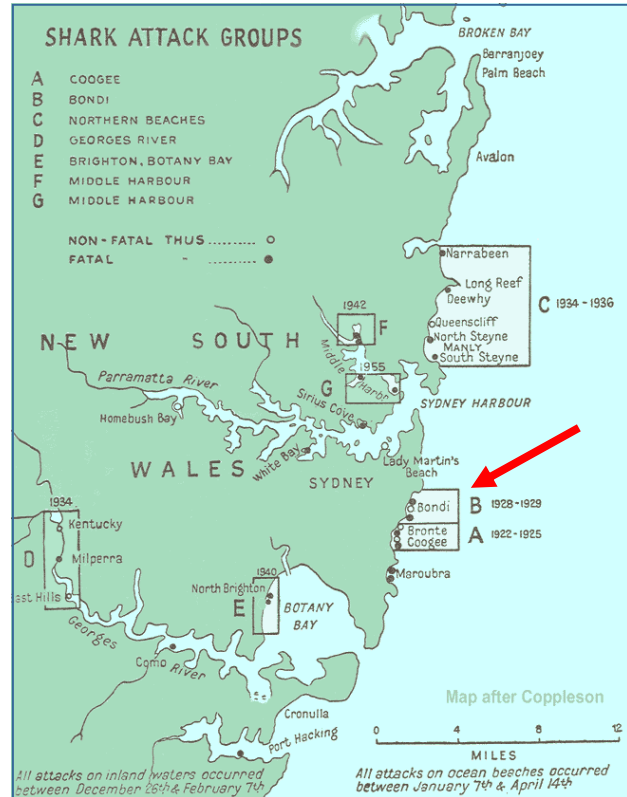 SHARK ATTACK GROUPS
A COOGEE
B BONDI
C NORTHERN BEACHES
D GEORGES RIVER
E BRIGHTON, BOTANY BAY
F MIDDLE HARBOUR
G MIDDLE HARBOUR
NON-FATAL THUS ........ o
FATAL " ........ ●
BROKEN BAY
Barranjoey
Palm Beach
Avalon
Narrabeen
Long Reef
Deewhy
C 1934-1936
Queenscliff
North Steyne
MANLY
South Steyne
1942
F
NEW SOUTH
WALES
Middle Harbr
1955
G
Parramatta River
Sirius Cove
SYDNEY HARBOUR
Homebush Bay
White Bay
Lady Martin's
Beach
SYDNEY
B 1928-1929
Bondi
A 1922-1925
Bronte
Coogee
Maroubra
1934
D
Kentucky
Milperra
ast Hills
1940
North Brighton
E
BOTANY
BAY
Georges River
Como
Cronulla
Port Hacking
Map after Coppleson
0 4 8 12
MILES
All attacks on inland waters occurred
between December 26th & February 7th
All attacks on ocean beaches occurred
between January 7th & April 14th